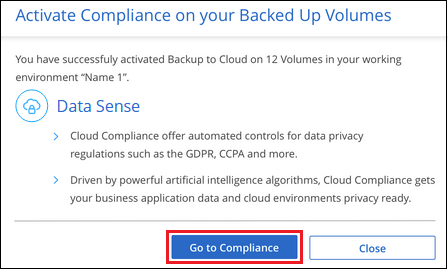 Activate Compliance on your Backed Up Volumes
You have successfuly activated Backup to Cloud on 12 Volumes in your working
environment “Name 1”.
Data Sense
Cloud Compliance offer automated controls for data privacy
regulations such as the GDPR, CCPA and more.
Driven by powerful artificial intelligence algorithms, Cloud Compliance gets
your business application data and cloud environments privacy ready.
Go to Compliance
Close